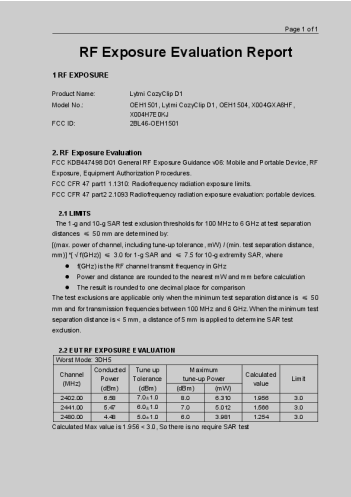 Page 1 of 1
RF Exposure Evaluation Report
1 RF EXPOSURE
Product Name: Lytmi CozyClip D1
Model No.: OEH1501, Lytmi CozyClip D1, OEH1504, X004GXA6HF,
X004H7E0KJ
FCC ID: 2BL46-OEH1501
2. RF Exposure Evaluation
FCC KDB447498 D01 General RF Exposure Guidance v06: Mobile and Portable Device, RF
Exposure, Equipment Authorization Procedures.
FCC CFR 47 part1 1.1310: Radiofrequency radiation exposure limits.
FCC CFR 47 part2 2.1093 Radiofrequency radiation exposure evaluation: portable devices.
2.1 LIMITS
The 1-g and 10-g SAR test exclusion thresholds for 100 MHz to 6 GHz at test separation
distances ≤ 50 mm are determined by:
[(max. power of channel, including tune-up tolerance, mW) / (min. test separation distance,
mm)] *[ √ f(GHz)] ≤ 3.0 for 1-g SAR and ≤ 7.5 for 10-g extremity SAR, where
● f(GHz) is the RF channel transmit frequency in GHz
● Power and distance are rounded to the nearest mW and mm before calculation
● The result is rounded to one decimal place for comparison
The test exclusions are applicable only when the minimum test separation distance is ≤ 50
mm and for transmission frequencies between 100 MHz and 6 GHz. When the minimum test
separation distance is < 5 mm, a distance of 5 mm is applied to determine SAR test
exclusion.
2.2 EUT RF EXPOSURE EVALUATION
Worst Mode: 3DH5
Channel (MHz) Conducted Power (dBm) Tune up Tolerance (dBm) Maximum tune-up Power (dBm) (mW) Calculated value Limit
2402.00 6.58 7.0±1.0 8.0 6.310 1.956 3.0
2441.00 5.47 6.0±1.0 7.0 5.012 1.566 3.0
2480.00 4.48 5.0±1.0 6.0 3.981 1.254 3.0
Calculated Max value is 1.956 < 3.0, So there is no require SAR test